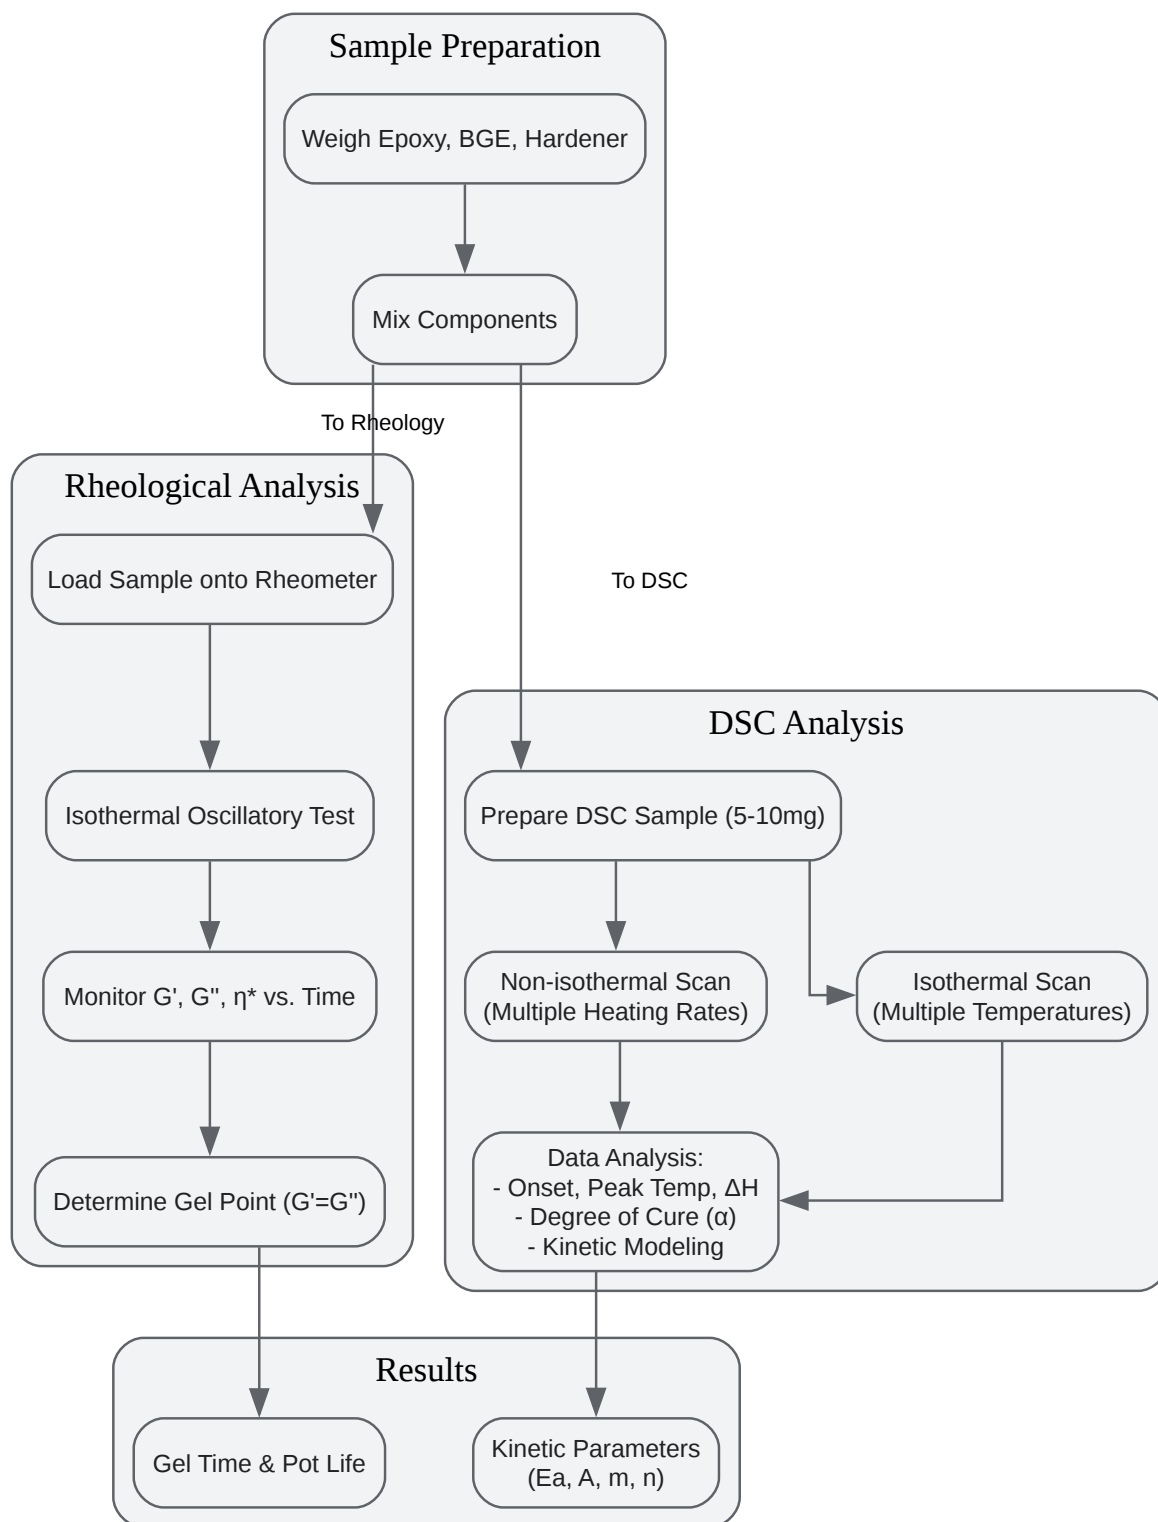 Sample Preparation
Weigh Epoxy, BGE, Hardener
Mix Components
To Rheology
Rheological Analysis
Load Sample onto Rheometer
Isothermal Oscillatory Test
Monitor G', G'', η* vs. Time
Determine Gel Point (G'=G'')
To DSC
DSC Analysis
Prepare DSC Sample (5-10mg)
Non-isothermal Scan
(Multiple Heating Rates)
Isothermal Scan
(Multiple Temperatures)
Data Analysis:
- Onset, Peak Temp, ΔH
- Degree of Cure (α)
- Kinetic Modeling
Results
Gel Time & Pot Life
Kinetic Parameters
(Ea, A, m, n)